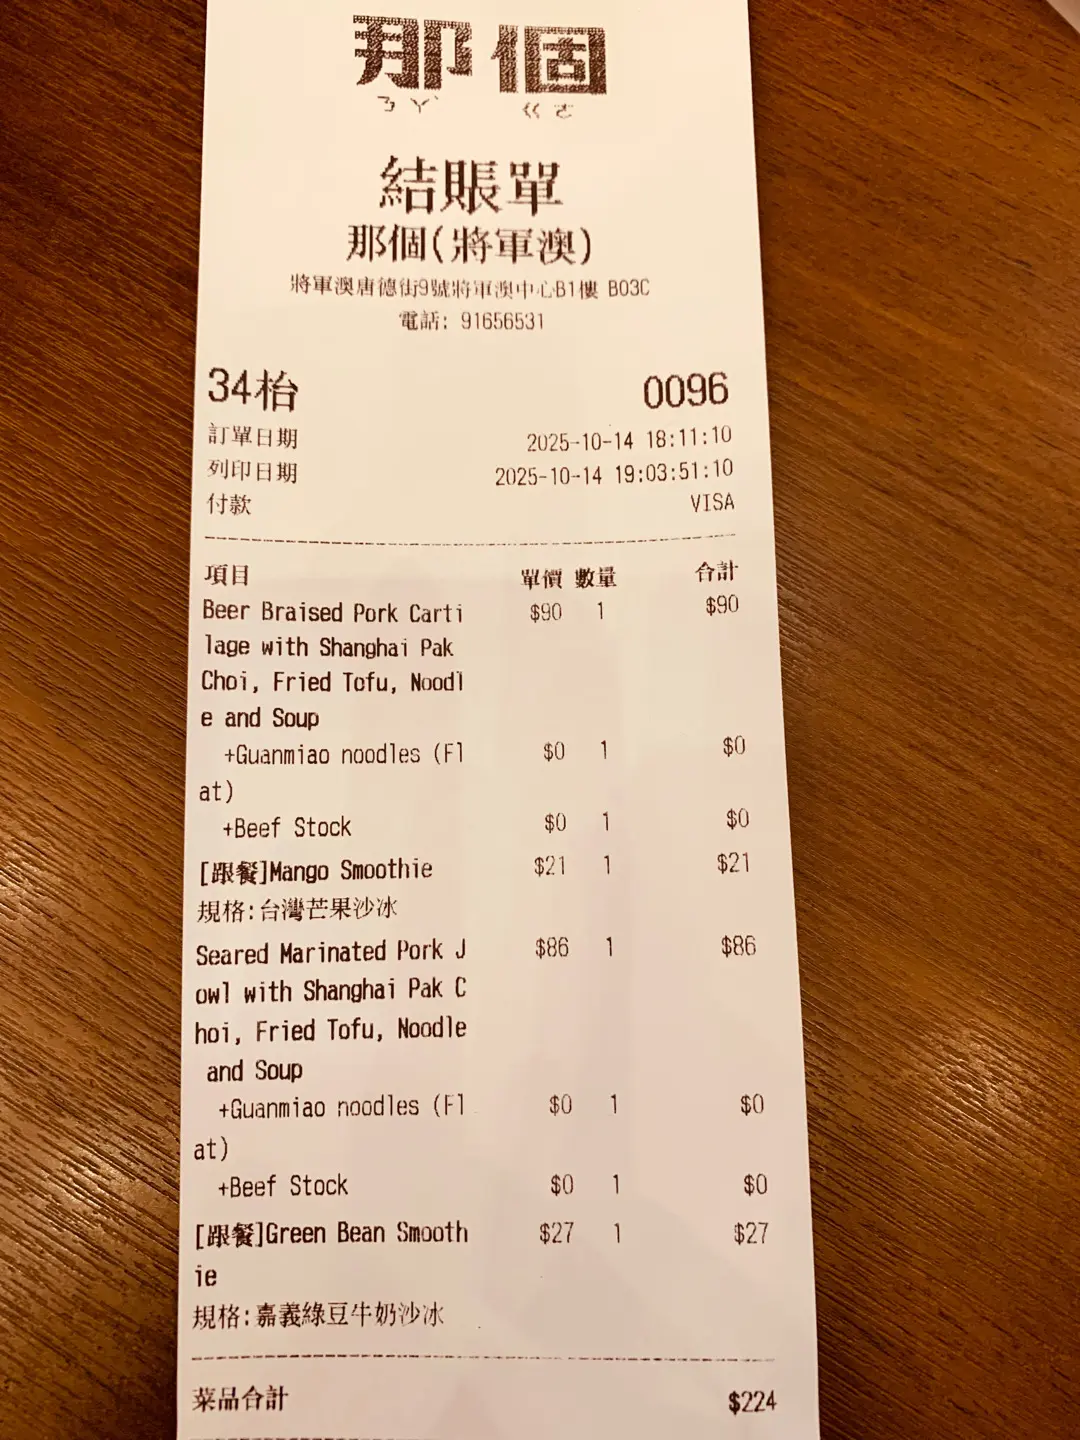 那個
ㄋㄚˋ ㄍㄜˋ
結賬單
那個(將軍澳)
將軍澳唐德街9號將軍澳中心B1樓 B03C
電話: 91656531
34枱 0096
訂單日期 2025-10-14 18:11:10
列印日期 2025-10-14 19:03:51:10
付款 VISA
項目 單價 數量 合計
Beer Braised Pork Carti $90 1 $90
lage with Shanghai Pak
Choi, Fried Tofu, Noodl
e and Soup
+Guanmiao noodles (Fl $0 1 $0
at)
+Beef Stock $0 1 $0
[跟餐]Mango Smoothie $21 1 $21
規格:台灣芒果沙冰
Seared Marinated Pork J $86 1 $86
owl with Shanghai Pak C
hoi, Fried Tofu, Noodle
and Soup
+Guanmiao noodles (Fl $0 1 $0
at)
+Beef Stock $0 1 $0
[跟餐]Green Bean Smooth $27 1 $27
ie
規格:嘉義綠豆牛奶沙冰
菜品合計 $224